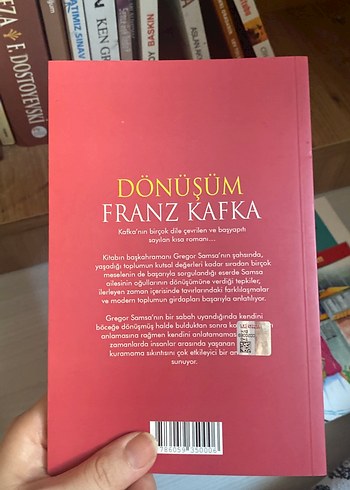 F. DOSTOYEVSKİ
KEN GR
BASKIN
DÖNÜŞÜM
FRANZ KAFKA
Kafka'nın birçok dile çevrilen ve başyapıtı
sayılan kısa romanı...
Kitabın başkahramanı Gregor Samsa'nın şahsında,
yaşadığı toplumun kutsal değerleri kadar sıradan birçok
meselenin de başarıyla sorgulandığı eserde Samsa
ailesinin oğullarının dönüşümüne verdiği tepkiler,
ilerleyen zaman içerisinde tavırlarındaki farklılaşmalar
ve modern toplumun girdapları başarıyla anlatılıyor.
Gregor Samsa'nın bir sabah uyandığında kendini
böceğe dönüşmüş halde bulduktan sonra
anlamasına rağmen kendini anlatamaması
zamanlarda insanlar arasında yaşanan
kuramama sıkıntısını çok etkileyici bir
sunuyor.
786059 350006